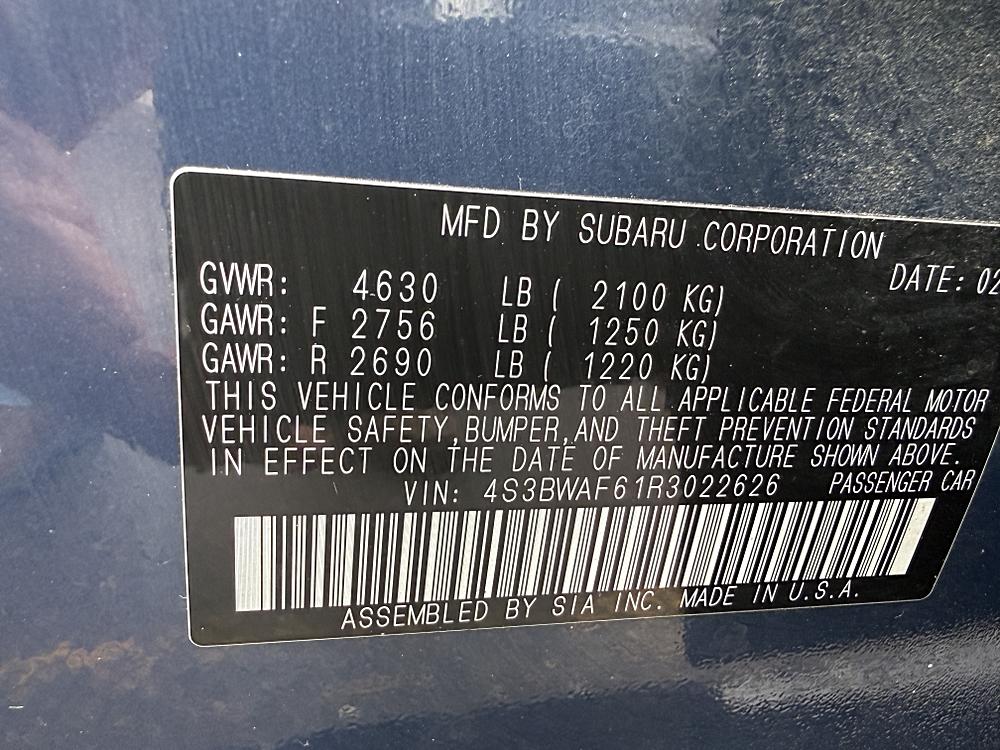 MFD BY SUBARU CORPORATION
DATE: 02
GVWR: 4630 LB ( 2100 KG)
GAWR: F 2756 LB ( 1250 KG)
GAWR: R 2690 LB ( 1220 KG)
THIS VEHICLE CONFORMS TO ALL APPLICABLE FEDERAL MOTOR
VEHICLE SAFETY,BUMPER,AND THEFT PREVENTION STANDARDS
IN EFFECT ON THE DATE OF MANUFACTURE SHOWN ABOVE.
VIN: 4S3BWAF61R3022626 PASSENGER CAR
ASSEMBLED BY SIA INC. MADE IN U.S.A.